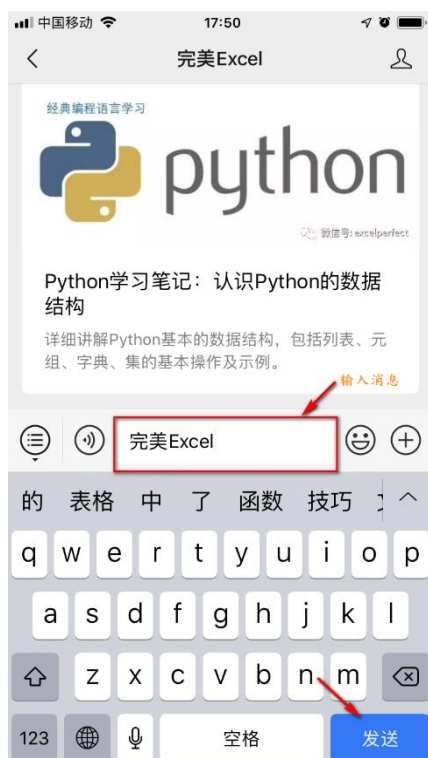 中国移动 17:50
完美Excel
经典编程语言学习
python
微信号: excelperfect
Python学习笔记：认识Python的数据
结构
详细讲解Python基本的数据结构，包括列表、元
组、字典、集的基本操作及示例。
输入消息
完美Excel
的 表格 中 了 函数 技巧
q w e r t y u i o p
a s d f g h j k l
z x c v b n m
123 空格 发送